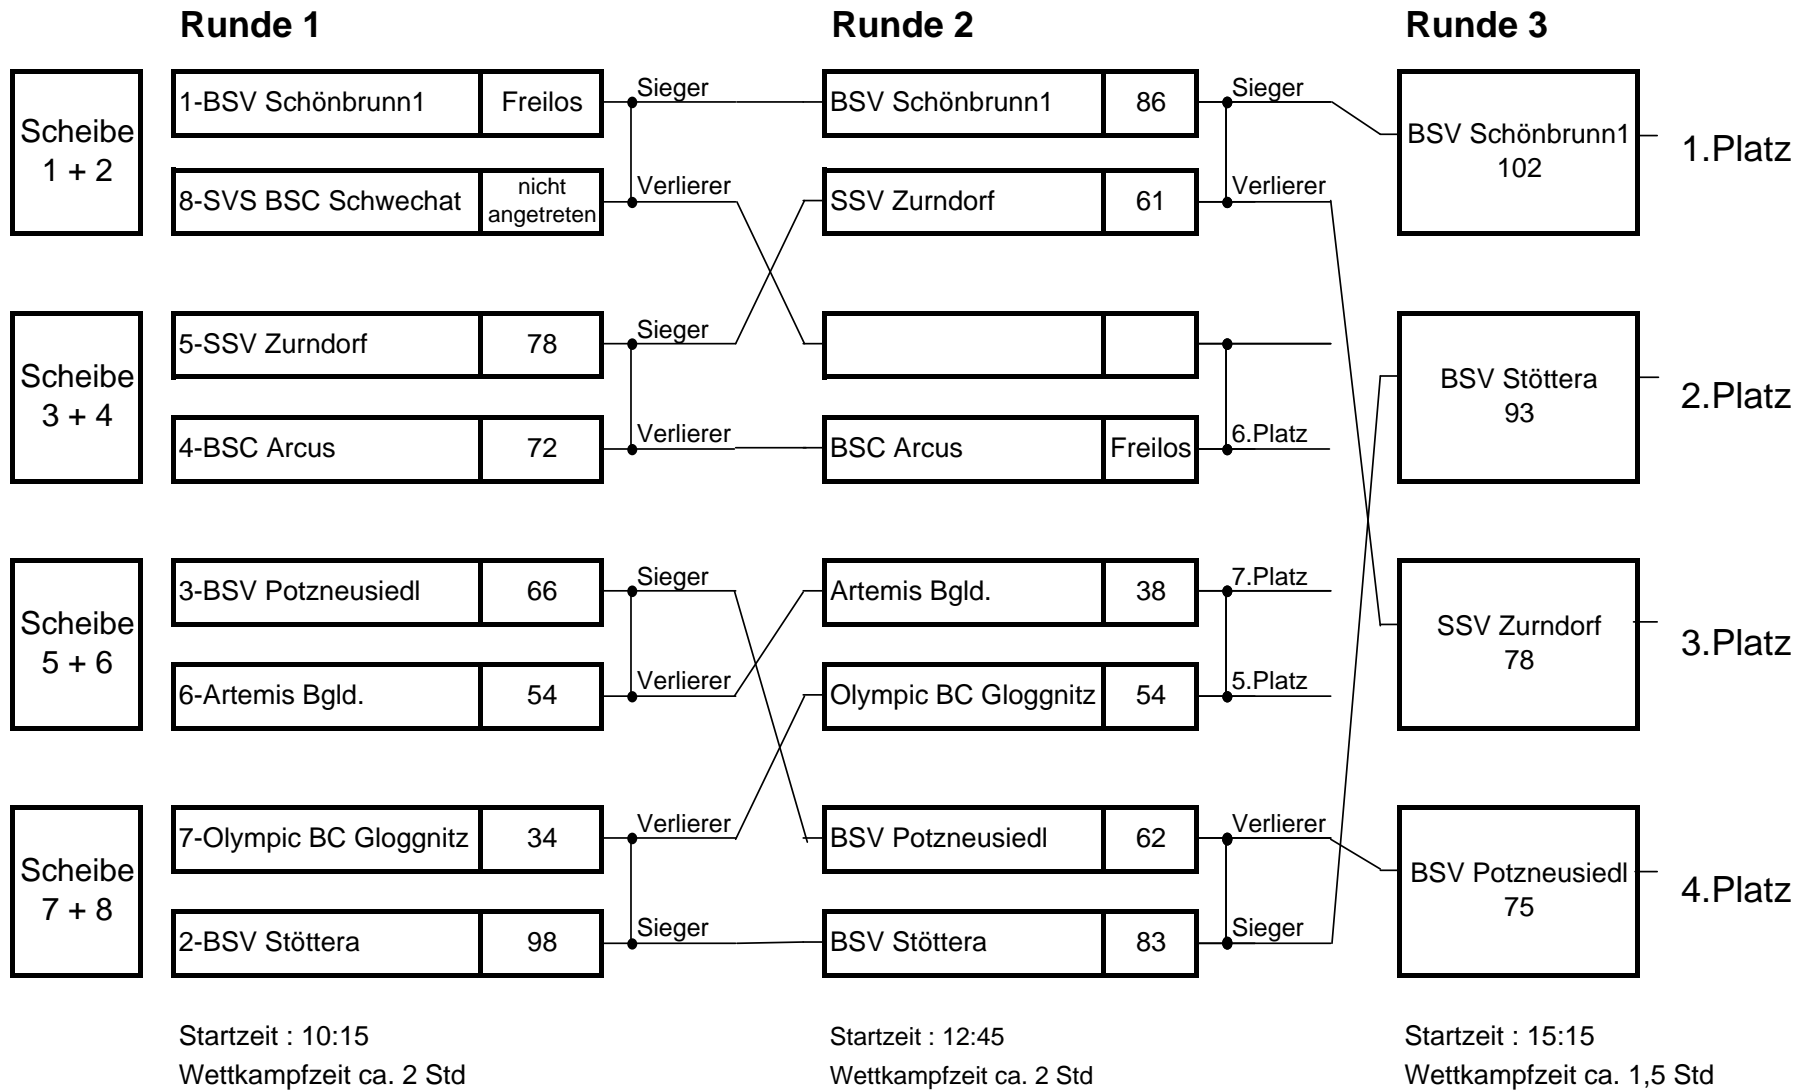 Runde 1
Runde 2
Runde 3
Scheibe
1 + 2
1-BSV Schönbrunn1
Freilos
Sieger
8-SVS BSC Schwechat
nicht
angetreten
Verlierer
BSV Schönbrunn1
86
Sieger
SSV Zurndorf
61
Verlierer
BSV Schönbrunn1
102
1.Platz
Scheibe
3 + 4
5-SSV Zurndorf
78
Sieger
4-BSC Arcus
72
Verlierer
BSC Arcus
Freilos
6.Platz
BSV Stöttera
93
2.Platz
Scheibe
5 + 6
3-BSV Potzneusiedl
66
Sieger
6-Artemis Bgld.
54
Verlierer
Artemis Bgld.
38
7.Platz
Olympic BC Gloggnitz
54
5.Platz
SSV Zurndorf
78
3.Platz
Scheibe
7 + 8
7-Olympic BC Gloggnitz
34
Verlierer
2-BSV Stöttera
98
Sieger
BSV Potzneusiedl
62
Verlierer
BSV Stöttera
83
Sieger
BSV Potzneusiedl
75
4.Platz
Startzeit : 10:15
Wettkampfzeit ca. 2 Std
Startzeit : 12:45
Wettkampfzeit ca. 2 Std
Startzeit : 15:15
Wettkampfzeit ca. 1,5 Std